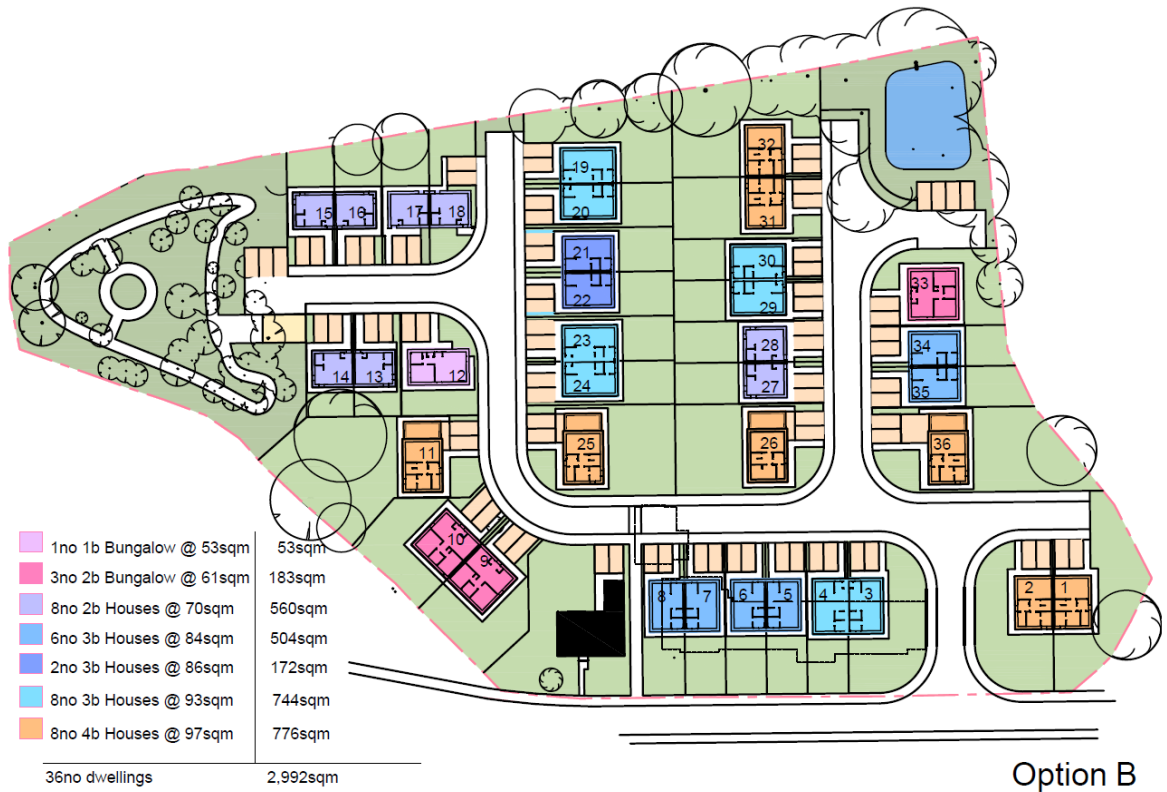 32
19
31
20
15 16 17 18
21
30
22
29
33
23
28
34
24
27
35
14 13 12
11
25
26
36
10
9
8 7 6 5 4 3
2 1
1no 1b Bungalow @ 53sqm 53sqm
3no 2b Bungalow @ 61sqm 183sqm
8no 2b Houses @ 70sqm 560sqm
6no 3b Houses @ 84sqm 504sqm
2no 3b Houses @ 86sqm 172sqm
8no 3b Houses @ 93sqm 744sqm
8no 4b Houses @ 97sqm 776sqm
36no dwellings 2,992sqm
Option B